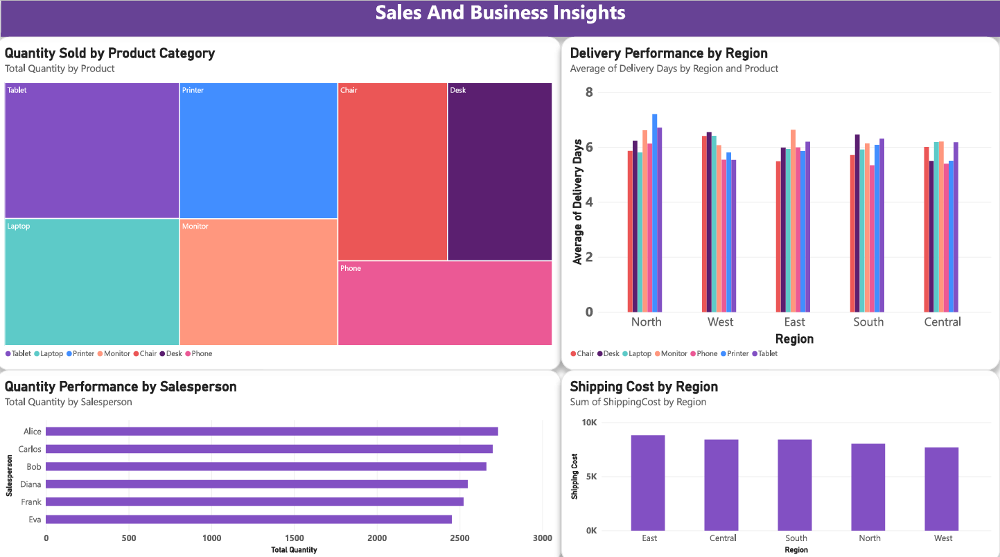 Sales And Business Insights
Quantity Sold by Product Category
Total Quantity by Product
Tablet
Printer
Chair
Desk
Laptop
Monitor
Phone
Tablet Laptop Printer Monitor Chair Desk Phone
Delivery Performance by Region
Average of Delivery Days by Region and Product
Average of Delivery Days
8
6
4
2
0
North West East South Central
Region
Chair Desk Laptop Monitor Phone Printer Tablet
Quantity Performance by Salesperson
Total Quantity by Salesperson
Salesperson
Alice
Carlos
Bob
Diana
Frank
Eva
0 500 1000 1500 2000 2500 3000
Total Quantity
Shipping Cost by Region
Sum of ShippingCost by Region
Shipping Cost
10K
5K
0K
East Central South North West
Region